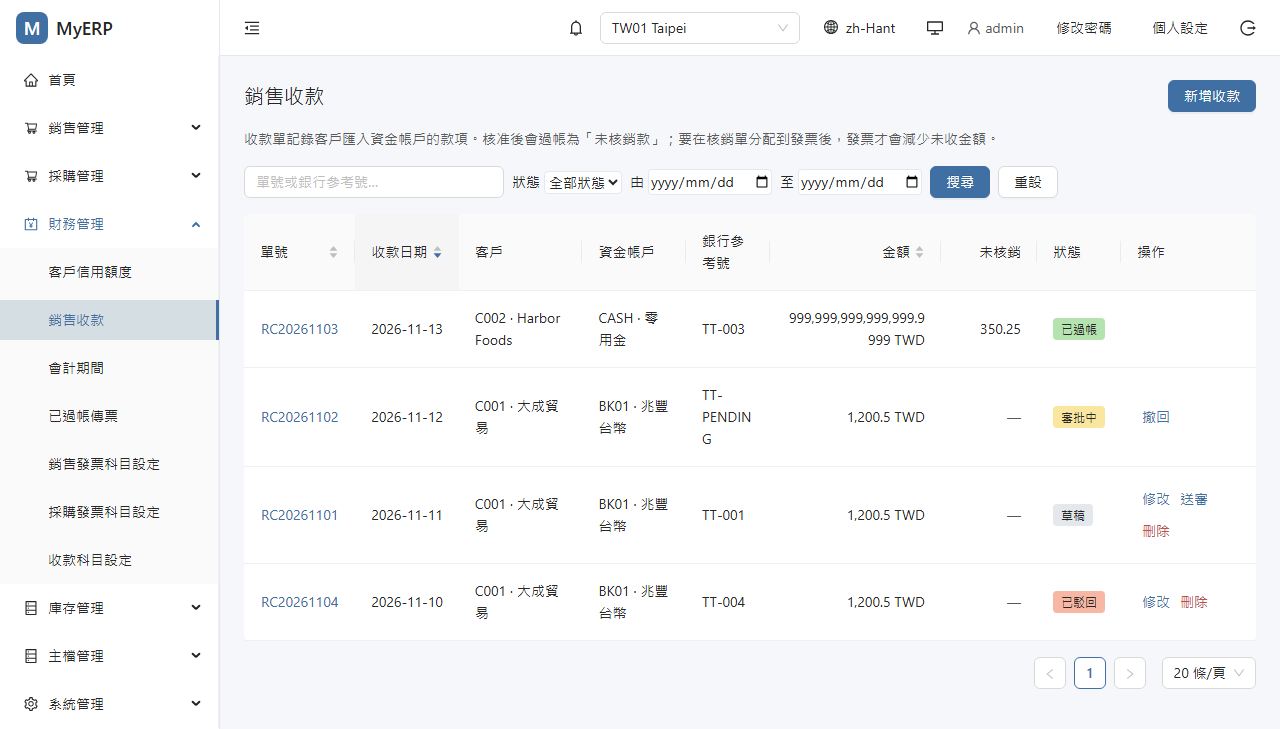 M MyERP
TW01 Taipei
zh-Hant
admin
修改密碼
個人設定
首頁
銷售管理
採購管理
財務管理
客戶信用額度
銷售收款
會計期間
已過帳傳票
銷售發票科目設定
採購發票科目設定
收款科目設定
庫存管理
主檔管理
系統管理
銷售收款
新增收款
收款單記錄客戶匯入資金帳戶的款項。核准後會過帳為「未核銷款」；要在核銷單分配到發票後，發票才會減少未收金額。
單號或銀行參考號... 狀態 全部狀態 由 yyyy/mm/dd 至 yyyy/mm/dd 搜尋 重設
單號 收款日期 客戶 資金帳戶 銀行參 金額 未核銷 狀態 操作
考號
RC20261103 2026-11-13 C002 · Harbor CASH · 零 TT-003 999,999,999,999,999.9 350.25 已過帳
Foods 用金 999 TWD
RC20261102 2026-11-12 C001 · 大成貿 BK01 · 兆豐 TT- 1,200.5 TWD — 審批中 撤回
易 台幣 PENDIN
G
RC20261101 2026-11-11 C001 · 大成貿 BK01 · 兆豐 TT-001 1,200.5 TWD — 草稿 修改 送審
易 台幣 刪除
RC20261104 2026-11-10 C001 · 大成貿 BK01 · 兆豐 TT-004 1,200.5 TWD — 已駁回 修改 刪除
易 台幣
< 1 > 20 條/頁